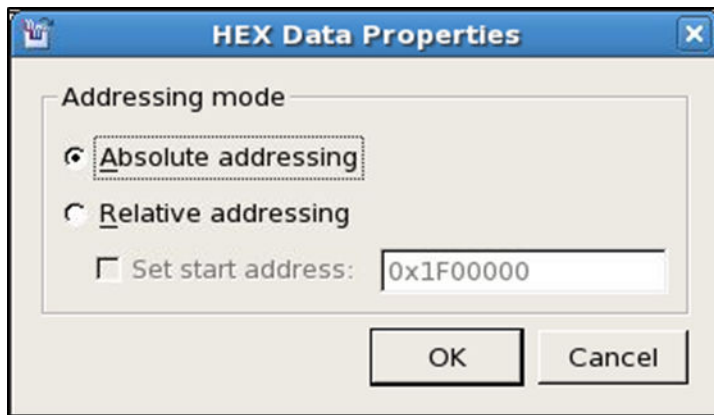 HEX Data Properties
Addressing mode
Absolute addressing
Relative addressing
Set start address: 0x1F00000
OK Cancel